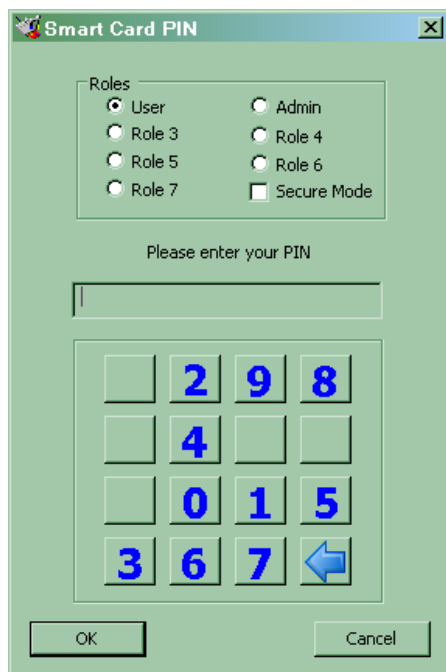 Smart Card PIN
Roles
User Admin
Role 3 Role 4
Role 5 Role 6
Role 7 Secure Mode
Please enter your PIN
2 9 8
4
0 1 5
3 6 7
OK Cancel